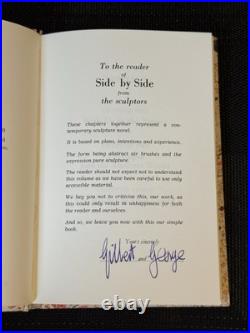 To the reader
of
Side by Side
from
the sculptors
These chapters together represent a con-
temporary sculpture novel.
It is based on plans, intentions and experience.
The form being abstract air brushes and the
expression pure sculpture.
The reader should expect not to understand
this volume as we have been careful to use only
accessible material.
We beg you not to criticise this, our work, as
this could only result in unhappiness for both
the reader and ourselves.
And so, we leave you now with this our simple
book.
Yours sincerely
Gilbert and George